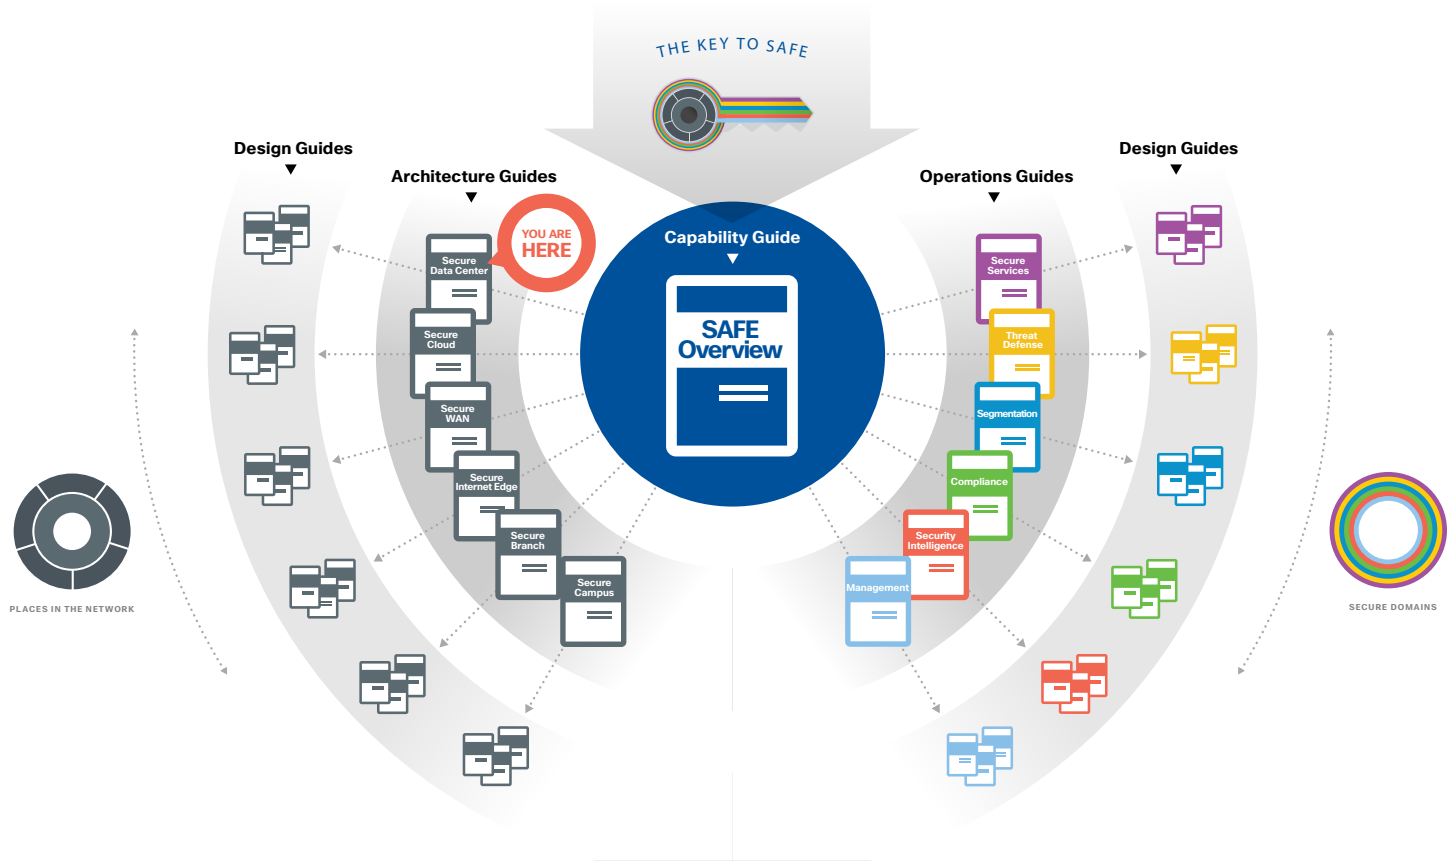 THE KEY TO SAFE
Design Guides
Architecture Guides
YOU ARE
HERE
Secure
Data Center
Secure
Cloud
Secure
WAN
Secure
Internet Edge
Secure
Branch
Secure
Campus
Capability Guide
SAFE
Overview
Operations Guides
Design Guides
Secure
Services
Threat
Defense
Segmentation
Compliance
Security
Intelligence
Management
PLACES IN THE NETWORK
SECURE DOMAINS